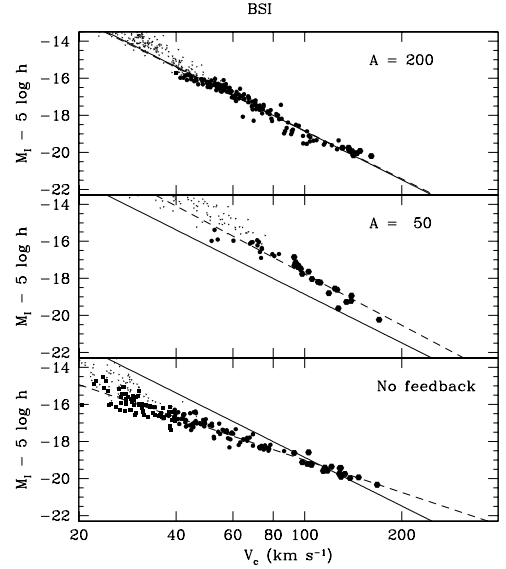 BSI
−14
−16
−18
−20
−22
M_I − 5 log h
A = 200
−14
−16
−18
−20
−22
M_I − 5 log h
A = 50
−14
−16
−18
−20
−22
M_I − 5 log h
No feedback
20 40 60 80 100 200
V_c (km s⁻¹)